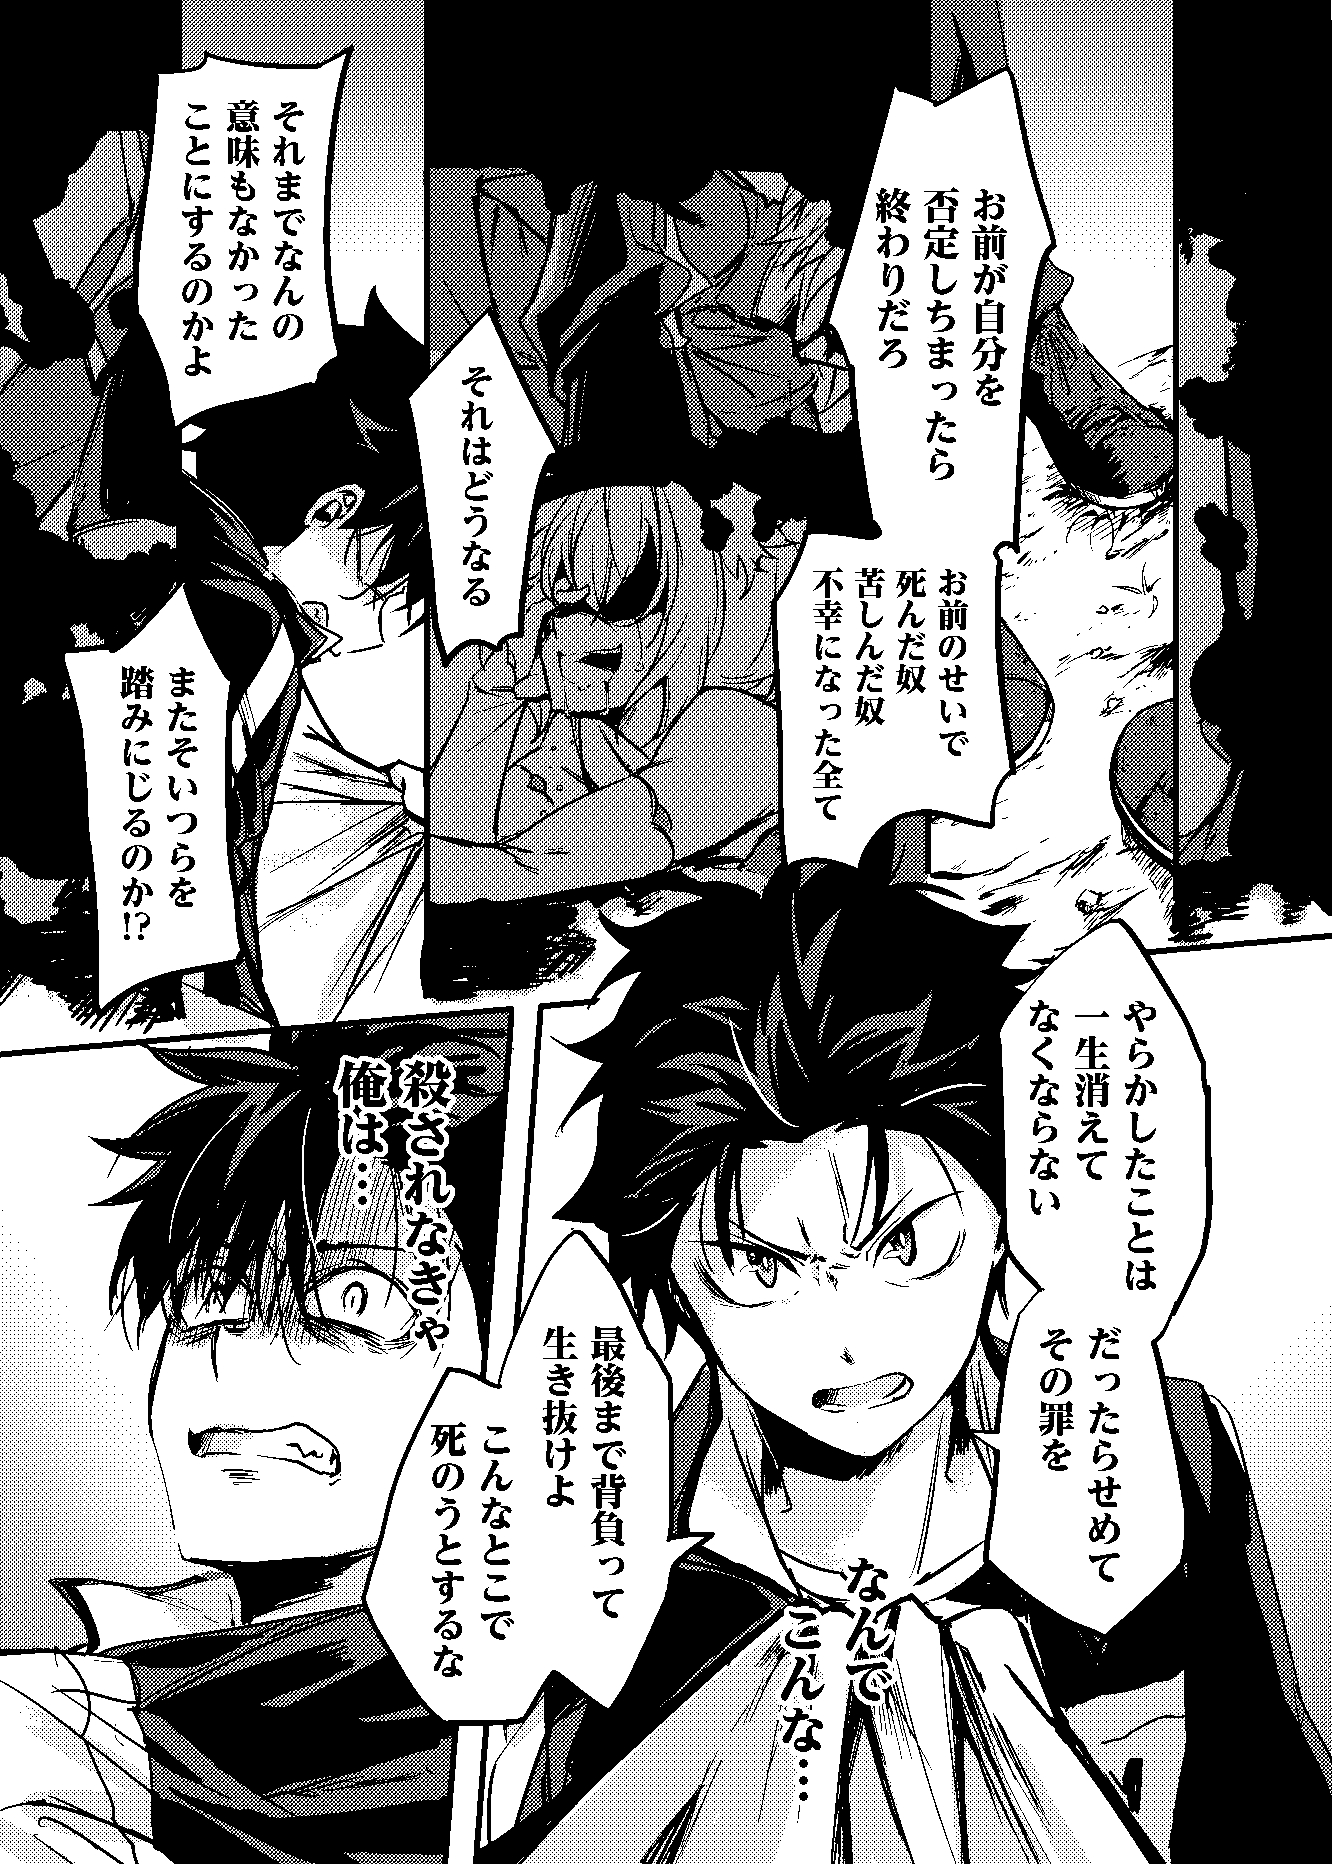 お前が自分を
否定しちまったら
終わりだろ
お前のせいで
死んだ奴
苦しんだ奴
不幸になった全て
それはどうなる
それまでなんの
意味もなかった
ことにするのかよ
またそいつらを
踏みにじるのか!?
やらかしたことは
一生消えて
なくならない
だったらせめて
その罪を
最後まで背負って
生き抜けよ
こんなとこで
死のうとするな
なんで
こんな…
殺されなきゃ
俺は…